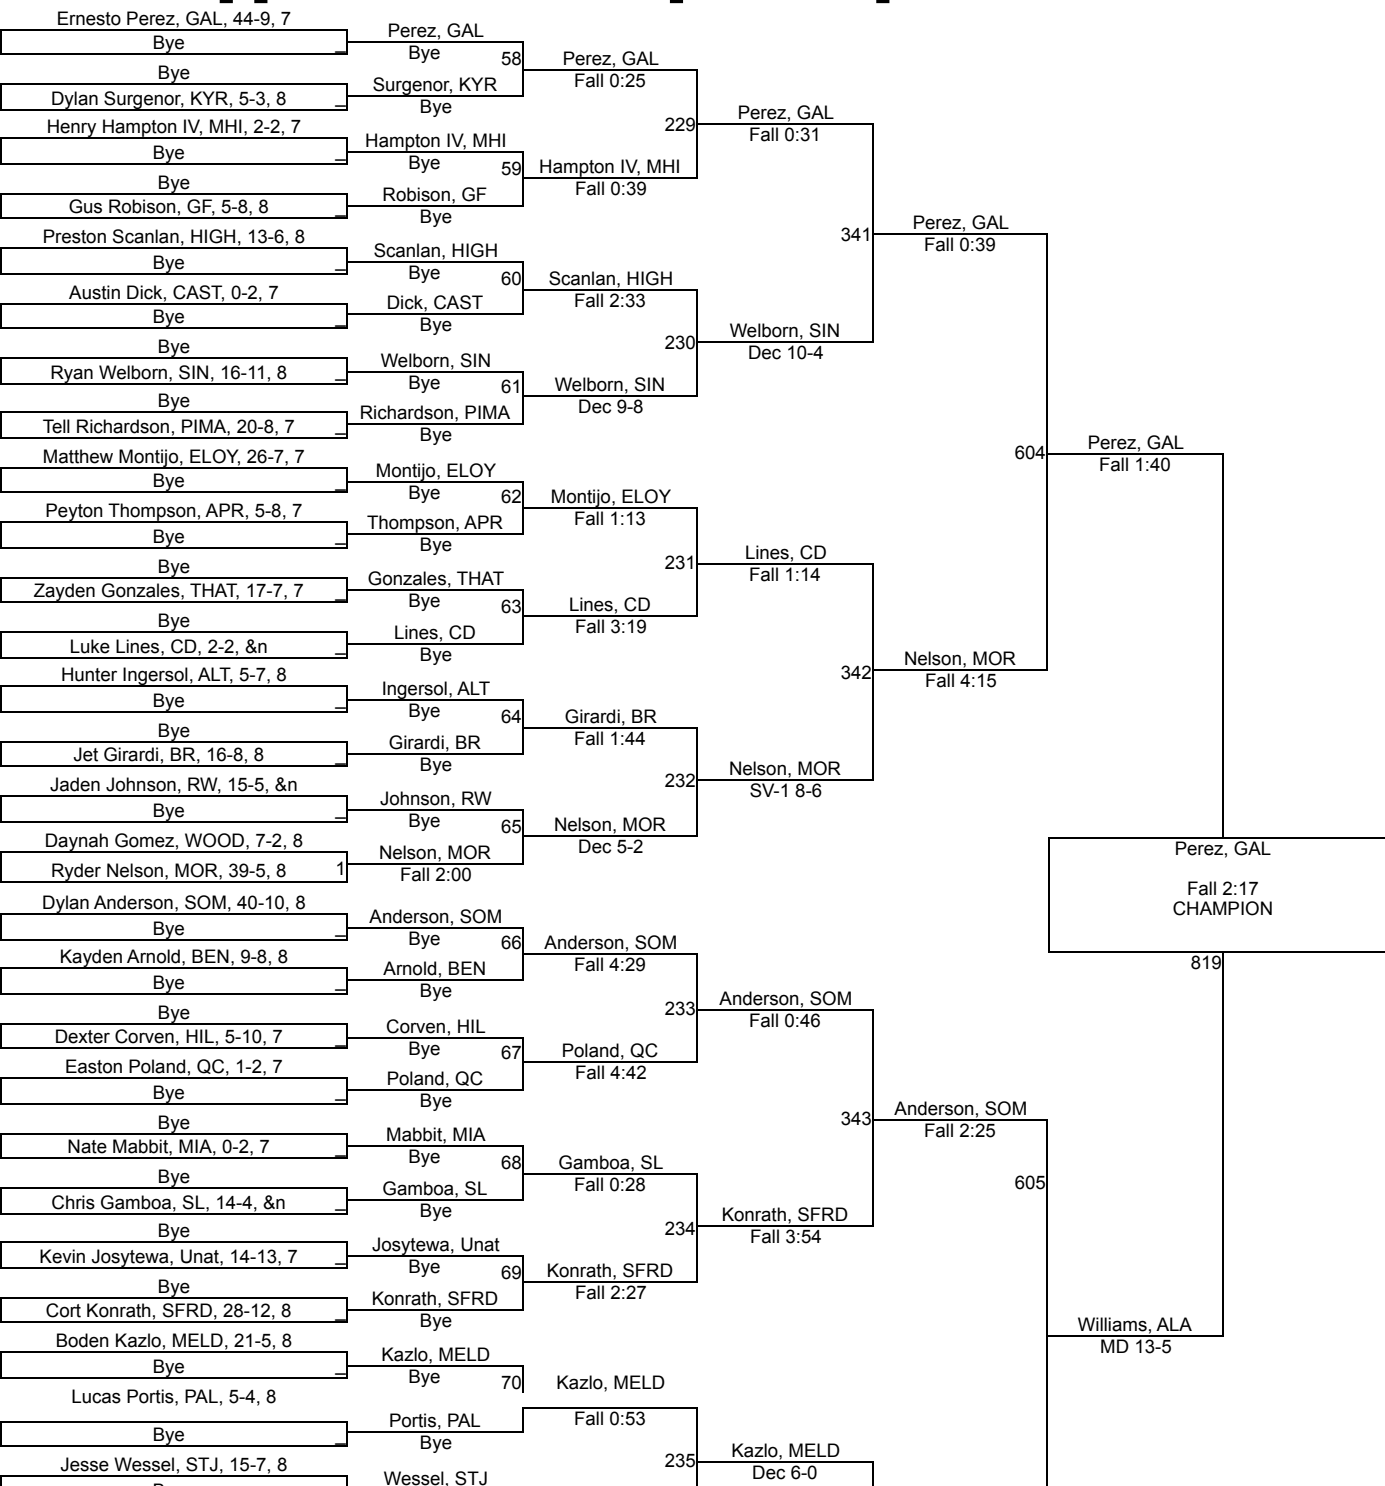 Ernesto Perez, GAL, 44-9, 7
Bye
Bye
Dylan Surgenor, KYR, 5-3, 8
Henry Hampton IV, MHI, 2-2, 7
Bye
Bye
Gus Robison, GF, 5-8, 8
Preston Scanlan, HIGH, 13-6, 8
Bye
Austin Dick, CAST, 0-2, 7
Bye
Bye
Ryan Welborn, SIN, 16-11, 8
Bye
Tell Richardson, PIMA, 20-8, 7
Matthew Montijo, ELOY, 26-7, 7
Bye
Peyton Thompson, APR, 5-8, 7
Bye
Bye
Zayden Gonzales, THAT, 17-7, 7
Bye
Luke Lines, CD, 2-2, &n
Hunter Ingersol, ALT, 5-7, 8
Bye
Bye
Jet Girardi, BR, 16-8, 8
Jaden Johnson, RW, 15-5, &n
Bye
Daynah Gomez, WOOD, 7-2, 8
Ryder Nelson, MOR, 39-5, 8
1
Dylan Anderson, SOM, 40-10, 8
Bye
Kayden Arnold, BEN, 9-8, 8
Bye
Bye
Dexter Corven, HIL, 5-10, 7
Easton Poland, QC, 1-2, 7
Bye
Bye
Nate Mabbit, MIA, 0-2, 7
Bye
Chris Gamboa, SL, 14-4, &n
Bye
Kevin Josytewa, Unat, 14-13, 7
Bye
Cort Konrath, SFRD, 28-12, 8
Boden Kazlo, MELD, 21-5, 8
Bye
Lucas Portis, PAL, 5-4, 8
Bye
Jesse Wessel, STJ, 15-7, 8
Perez, GAL
Bye
58
Surgenor, KYR
Bye
Hampton IV, MHI
Bye
59
Robison, GF
Bye
Scanlan, HIGH
Bye
60
Dick, CAST
Bye
Welborn, SIN
Bye
61
Richardson, PIMA
Bye
Montijo, ELOY
Bye
62
Thompson, APR
Bye
Gonzales, THAT
Bye
63
Lines, CD
Bye
Ingersol, ALT
Bye
64
Girardi, BR
Bye
Johnson, RW
Bye
65
Nelson, MOR
Fall 2:00
Anderson, SOM
Bye
66
Arnold, BEN
Bye
Corven, HIL
Bye
67
Poland, QC
Bye
Mabbit, MIA
Bye
68
Gamboa, SL
Bye
Josytewa, Unat
Bye
69
Konrath, SFRD
Bye
Kazlo, MELD
Bye
70
Portis, PAL
Bye
Wessel, STJ
Perez, GAL
Fall 0:25
229
Hampton IV, MHI
Fall 0:39
Scanlan, HIGH
Fall 2:33
230
Welborn, SIN
Dec 9-8
Montijo, ELOY
Fall 1:13
231
Lines, CD
Fall 3:19
Girardi, BR
Fall 1:44
232
Nelson, MOR
Dec 5-2
Anderson, SOM
Fall 4:29
233
Poland, QC
Fall 4:42
Gamboa, SL
Fall 0:28
234
Konrath, SFRD
Fall 2:27
Kazlo, MELD
Fall 0:53
235
Perez, GAL
Fall 0:31
341
Welborn, SIN
Dec 10-4
Lines, CD
Fall 1:14
342
Nelson, MOR
SV-1 8-6
Anderson, SOM
Fall 0:46
343
Konrath, SFRD
Fall 3:54
Kazlo, MELD
Dec 6-0
Perez, GAL
Fall 0:39
604
Nelson, MOR
Fall 4:15
Anderson, SOM
Fall 2:25
605
Perez, GAL
Fall 1:40
Williams, ALA
MD 13-5
Perez, GAL
Fall 2:17
CHAMPION
819